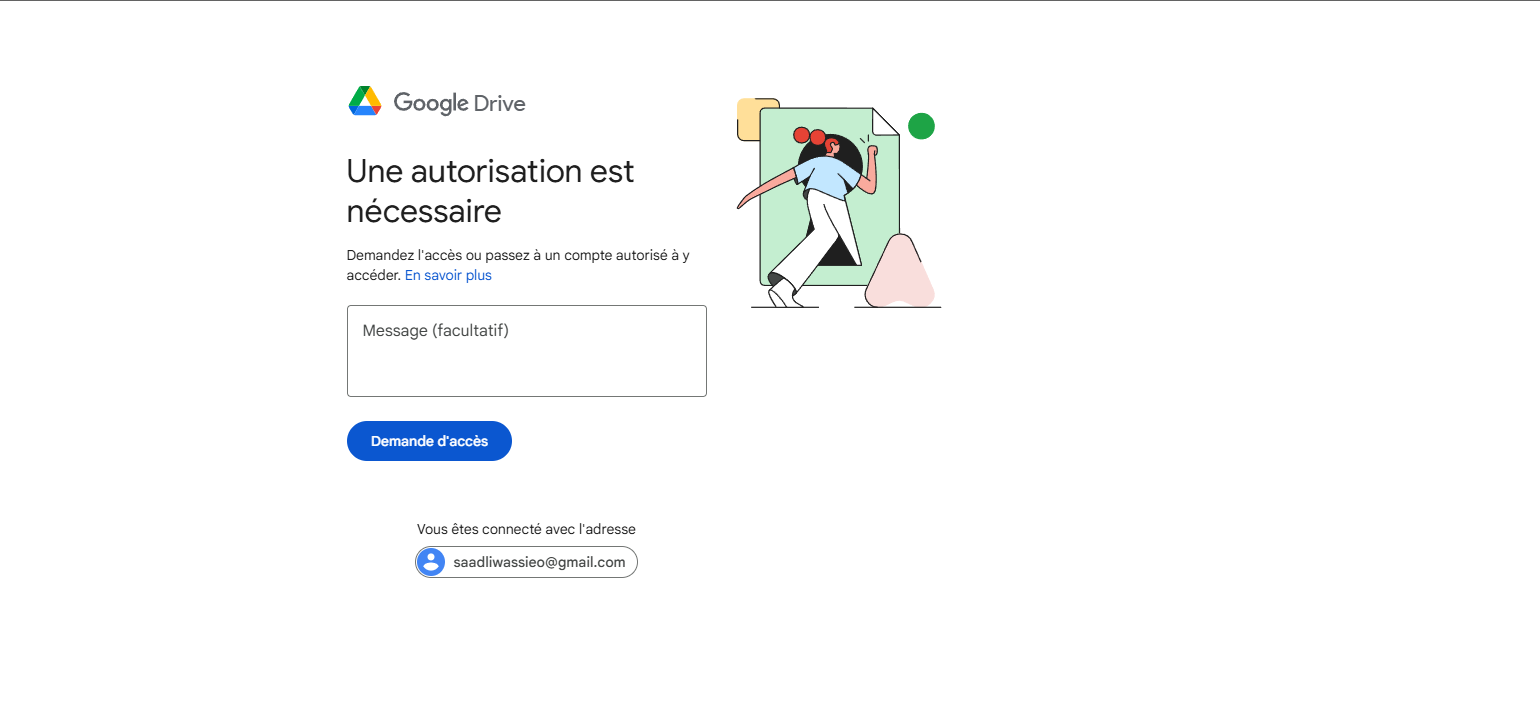 Google Drive
Une autorisation est
nécessaire
Demandez l'accès ou passez à un compte autorisé à y
accéder. En savoir plus
Message (facultatif)
Demande d'accès
Vous êtes connecté avec l'adresse
saadliwassieo@gmail.com